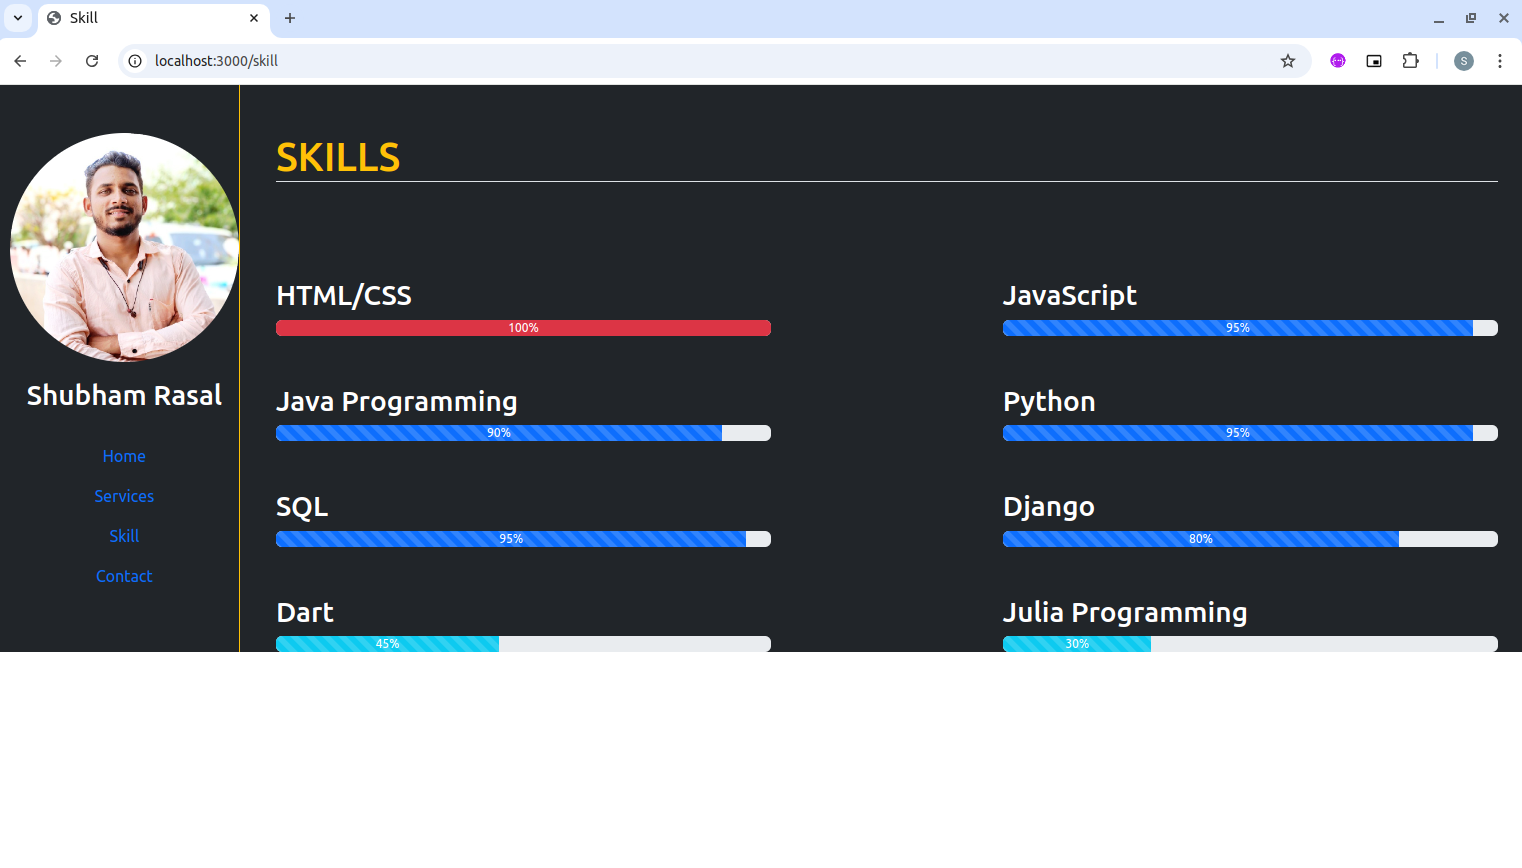 Skill
localhost:3000/skill
S
SKILLS
HTML/CSS
100%
JavaScript
95%
Shubham Rasal
Java Programming
90%
Python
95%
Home
Services
Skill
Contact
SQL
95%
Django
80%
Dart
45%
Julia Programming
30%